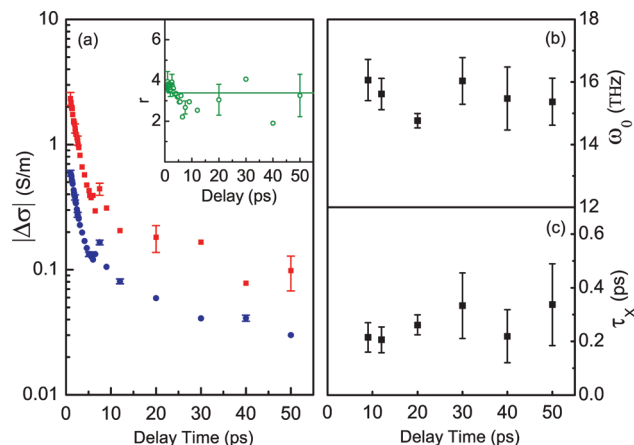 (a)
|Δσ| (S/m)
10
1
0.1
0.01
0 10 20 30 40 50
Delay Time (ps)
r
6
4
2
0 10 20 30 40 50
Delay (ps)
(b)
18
16
14
12
ω₀ (THz)
(c)
0.6
0.4
0.2
0.0
τₓ (ps)
0 10 20 30 40 50
Delay Time (ps)